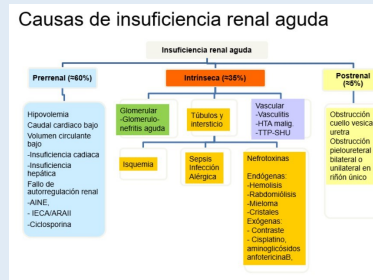 Causas de insuficiencia renal aguda
Insuficiencia renal aguda
Prerrenal (≈60%)
Intrínseca (≈35%)
Postrenal
(≈5%)
Hipovolemia
Caudal cardíaco bajo
Volumen circulante
bajo
-Insuficiencia cadiaca
-Insuficiencia
hepática
Fallo de
autorregulación renal
-AINE,
- IECA/ARAII
-Ciclosporina
Glomerular
-Glomerulo-
nefritis aguda
Túbulos y
intersticio
Vascular
-Vasculitis
-HTA malig.
-TTP-SHU
Obstrucción
cuello vesical
uretra
Obstrucción
pieloureteral
bilateral o
unilateral en
riñón único
Isquemia
Sepsis
Infección
Alérgica
Nefrotoxinas
Endógenas:
-Hemolisis
-Rabdomiólisis
-Mieloma
-Cristales
Exógenas:
- Contraste
- Cisplatino,
aminoglicósidos
anfotericinaB,